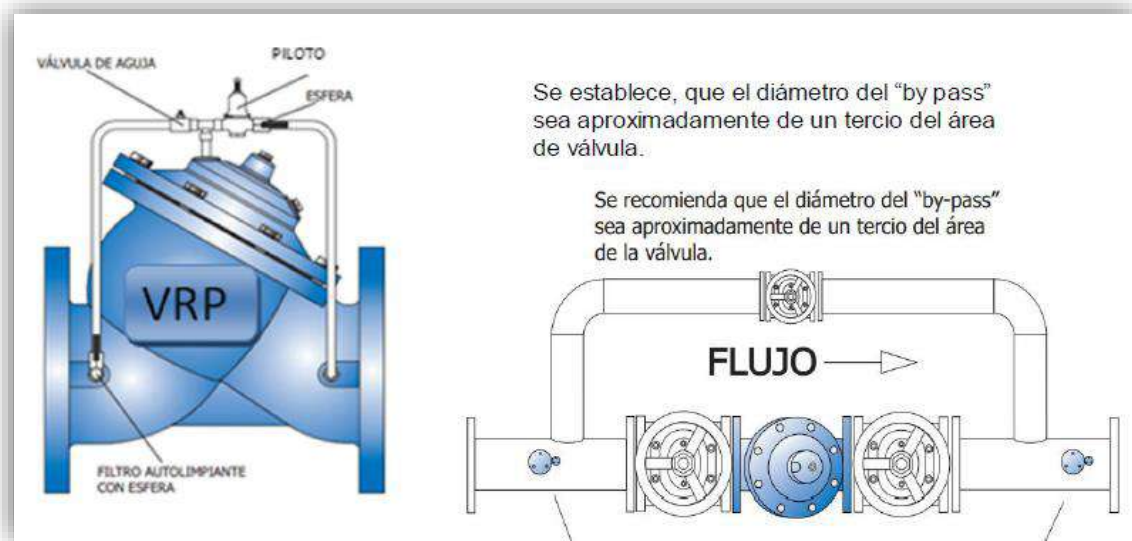 VÁLVULA DE AGUJA
PILOTO
ESFERA
VRP
FILTRO AUTOLIMPIANTE
CON ESFERA
Se establece, que el diámetro del “by pass”
sea aproximadamente de un tercio del área
de válvula.
Se recomienda que el diámetro del “by-pass”
sea aproximadamente de un tercio del área
de la válvula.
FLUJO